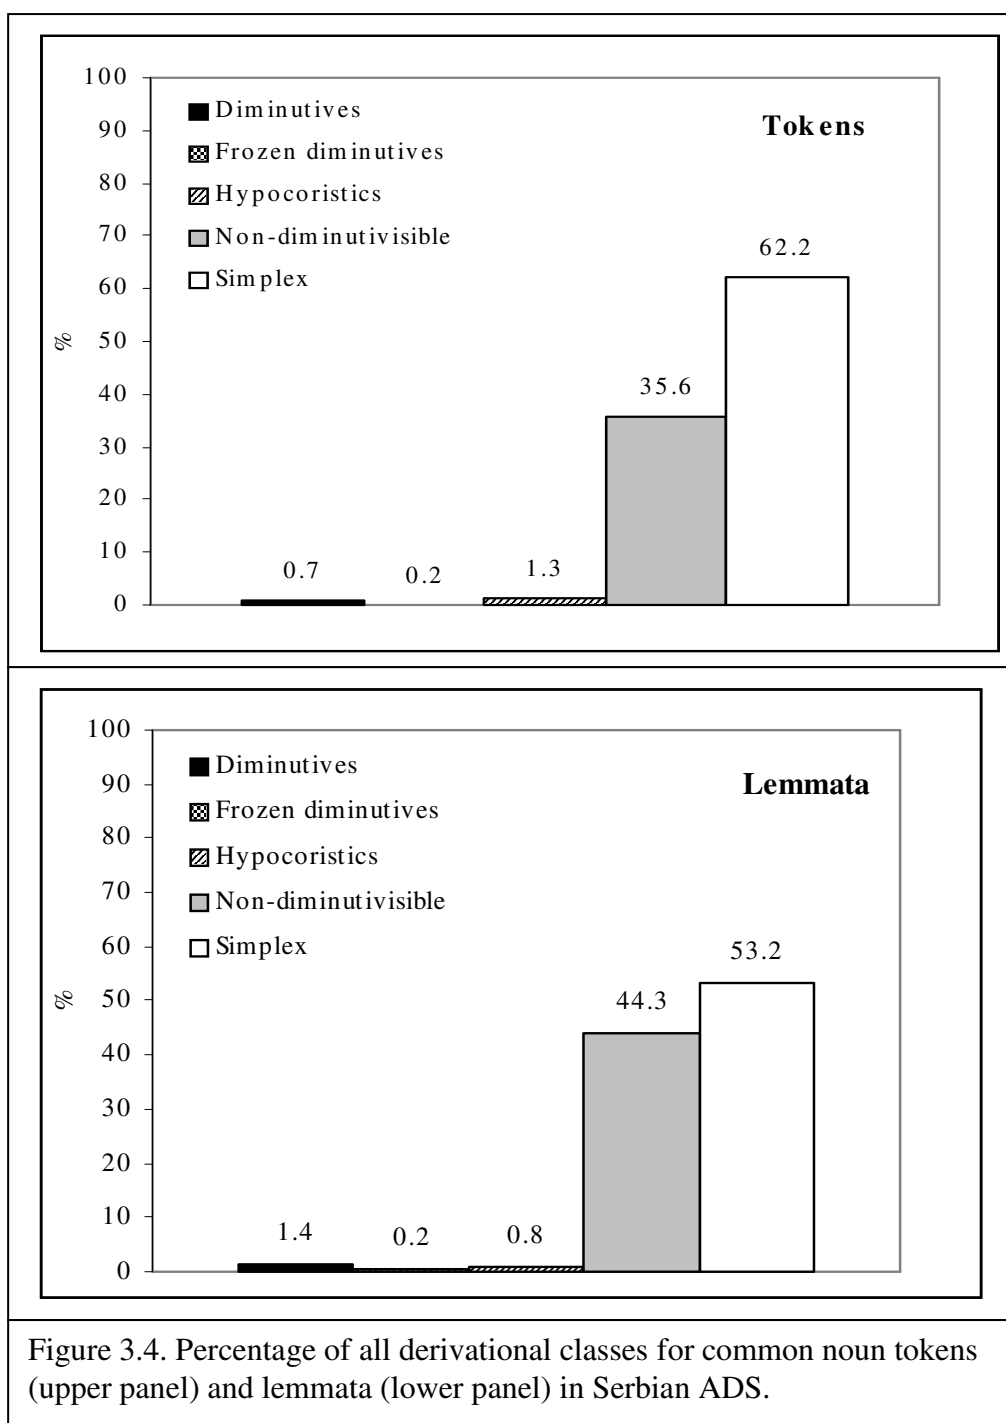 100
90
80
70
60
50
40
30
20
10
0
%
Diminutives
Frozen diminutives
Hypocoristics
Non-diminutivisible
Simplex
Tokens
0.7
0.2
1.3
35.6
62.2
100
90
80
70
60
50
40
30
20
10
0
%
Diminutives
Frozen diminutives
Hypocoristics
Non-diminutivisible
Simplex
Lemmata
1.4
0.2
0.8
44.3
53.2
Figure 3.4. Percentage of all derivational classes for common noun tokens
(upper panel) and lemmata (lower panel) in Serbian ADS.